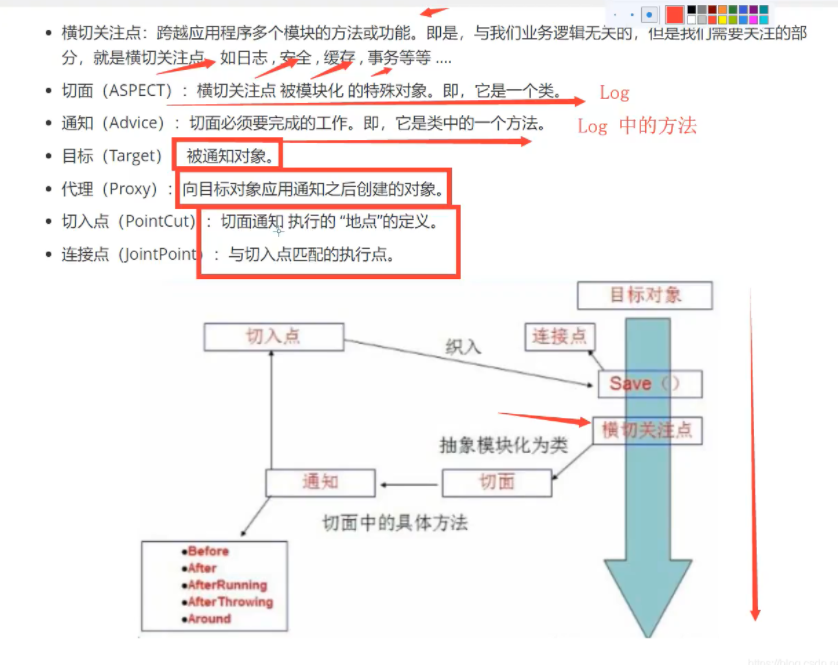 横切关注点：跨越应用程序多个模块的方法或功能。即是，与我们业务逻辑无关的，但是我们需要关注的部
分，就是横切关注点。如日志 , 安全 , 缓存 , 事务等等 ....
切面（ASPECT）：横切关注点 被模块化 的特殊对象。即，它是一个类。
Log
通知（Advice）：切面必须要完成的工作。即，它是类中的一个方法。
Log 中的方法
目标（Target）：被通知对象。
代理（Proxy）：向目标对象应用通知之后创建的对象。
切入点（PointCut）：切面通知 执行的 “地点”的定义。
连接点（JointPoint）：与切入点匹配的执行点。
目标对象
切入点
织入
连接点
Save（）
横切关注点
抽象模块化为类
通知
切面
切面中的具体方法
●Before
●After
●AfterRunning
●AfterThrowing
●Around